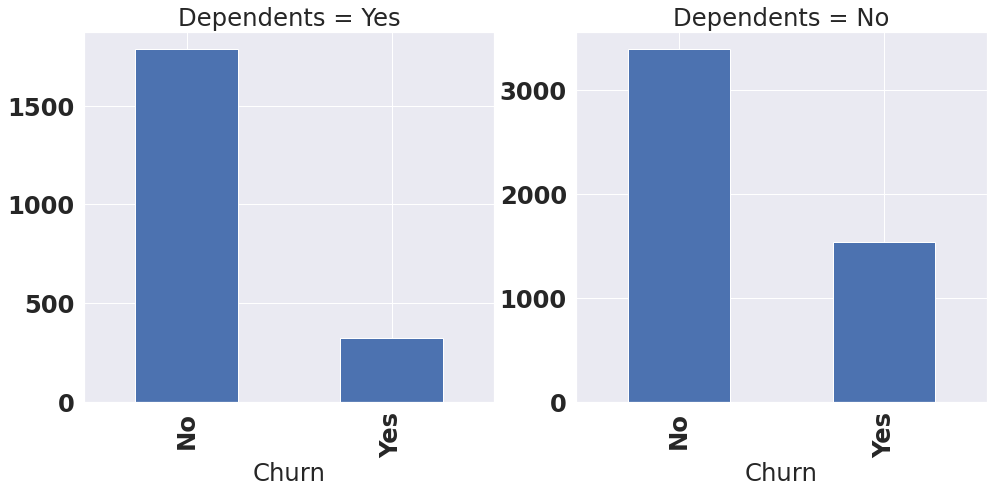 Dependents = Yes
1500
1000
500
0
No
Yes
Churn
Dependents = No
3000
2000
1000
0
No
Yes
Churn